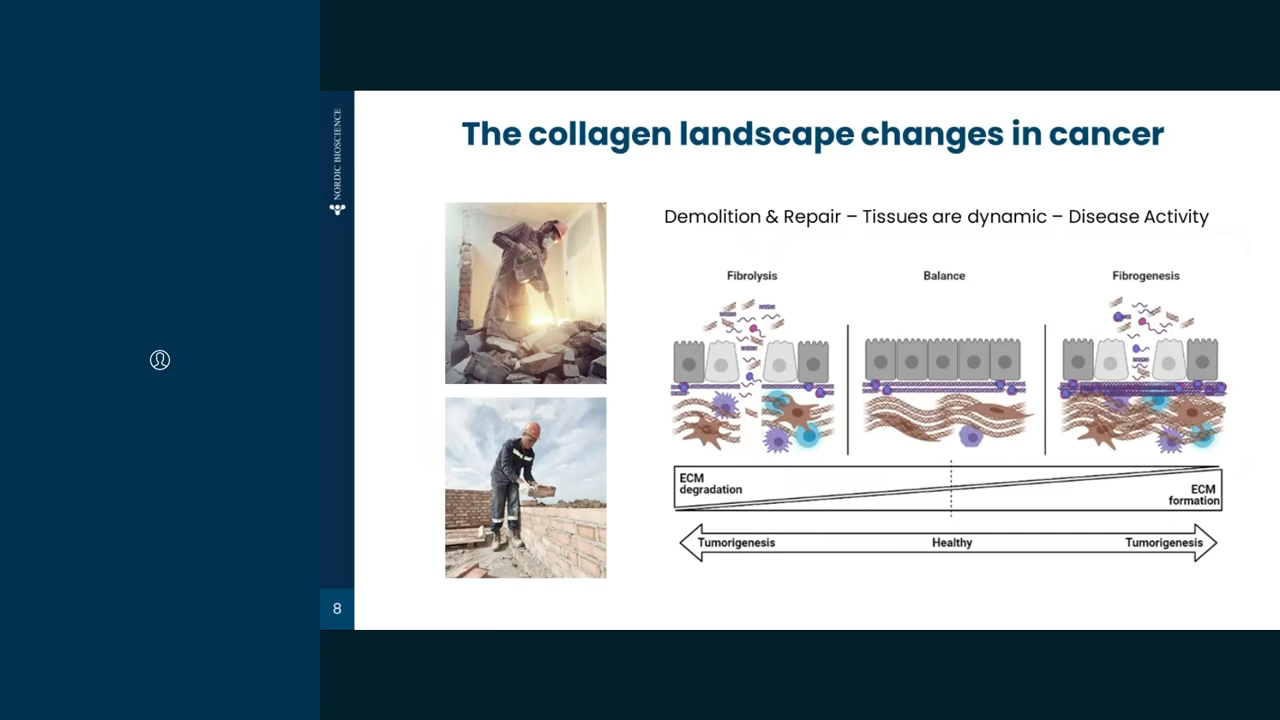 The collagen landscape changes in cancer
NORDIC BIOSCIENCE
Demolition & Repair – Tissues are dynamic – Disease Activity
Fibrolysis
Balance
Fibrogenesis
ECM
degradation
ECM
formation
Tumorigenesis
Healthy
Tumorigenesis
8